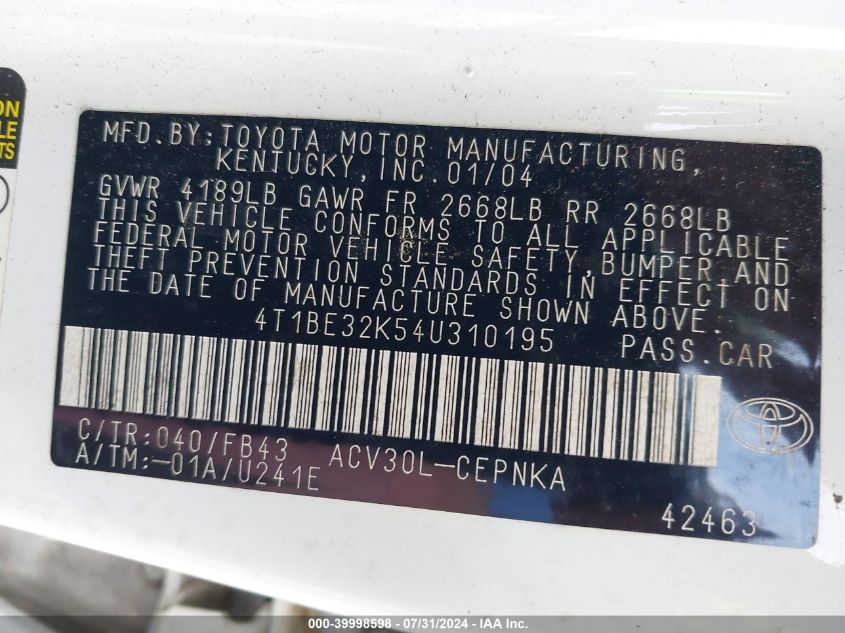 ON
LE
TS
MFD.BY:TOYOTA MOTOR MANUFACTURING,
KENTUCKY,INC.01/04
GVWR 4189LB GAWR FR 2668LB RR 2668LB
THIS VEHICLE CONFORMS TO ALL APPLICABLE
FEDERAL MOTOR VEHICLE SAFETY,BUMPER,AND
THEFT PREVENTION STANDARDS IN EFFECT ON
THE DATE OF MANUFACTURE SHOWN ABOVE.
4T1BE32K54U310195 PASS.CAR
C/TR:040/FB43 ACV30L-CEPNKA
A/TM:-01A/U241E
42463
000-39998598 - 07/31/2024 - IAA Inc.